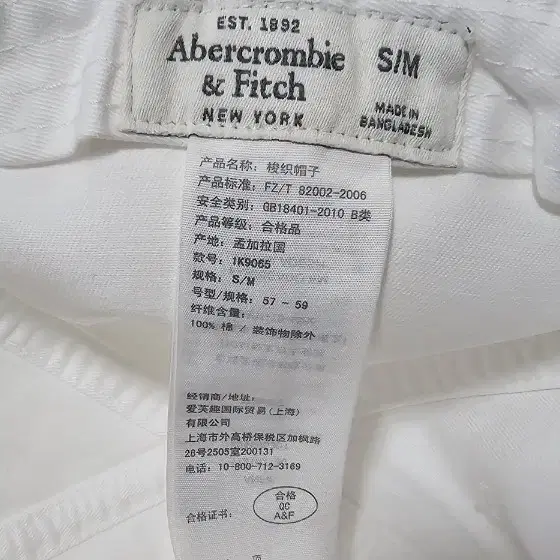 EST. 1892
Abercrombie
& Fitch
NEW YORK
S/M
MADE IN
BANGLADESH
产品名称: 梭织帽子
产品标准: FZ/T 82002-2006
安全类别: GB18401-2010 B类
产品等级: 合格品
产地: 孟加拉国
款号: IK9065
规格: S/M
号型/规格: 57 - 59
纤维含量:
100% 棉 / 装饰物除外
经销商/地址:
爱芙趣国际贸易(上海)
有限公司
上海市外高桥保税区加枫路
26号2505室200131
电话: 10-800-712-3169
合格证书:
合格
QC
A&F